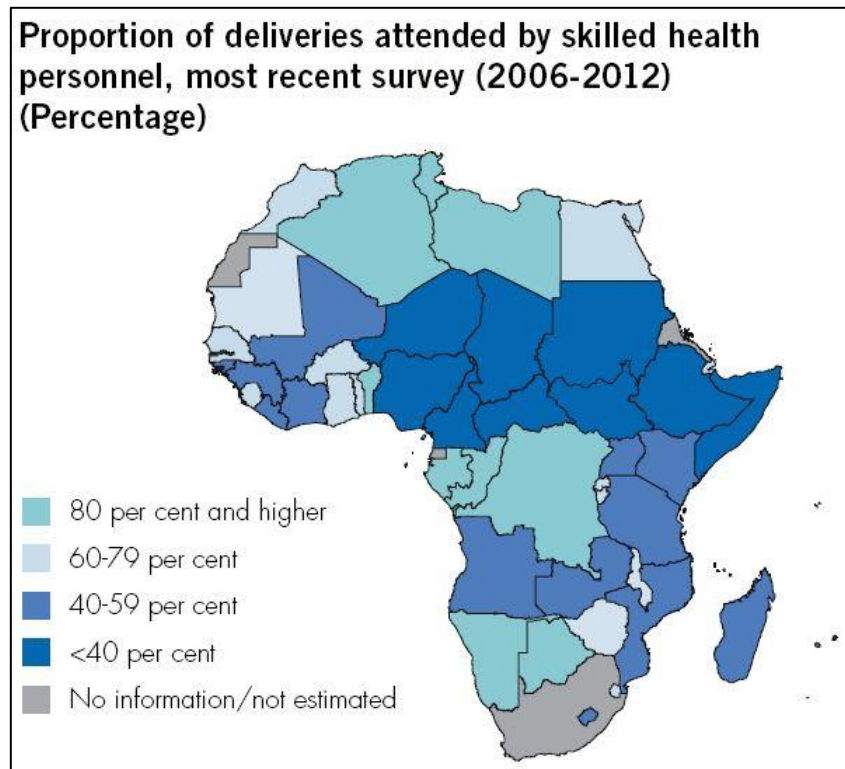 Proportion of deliveries attended by skilled health
personnel, most recent survey (2006-2012)
(Percentage)
80 per cent and higher
60-79 per cent
40-59 per cent
<40 per cent
No information/not estimated